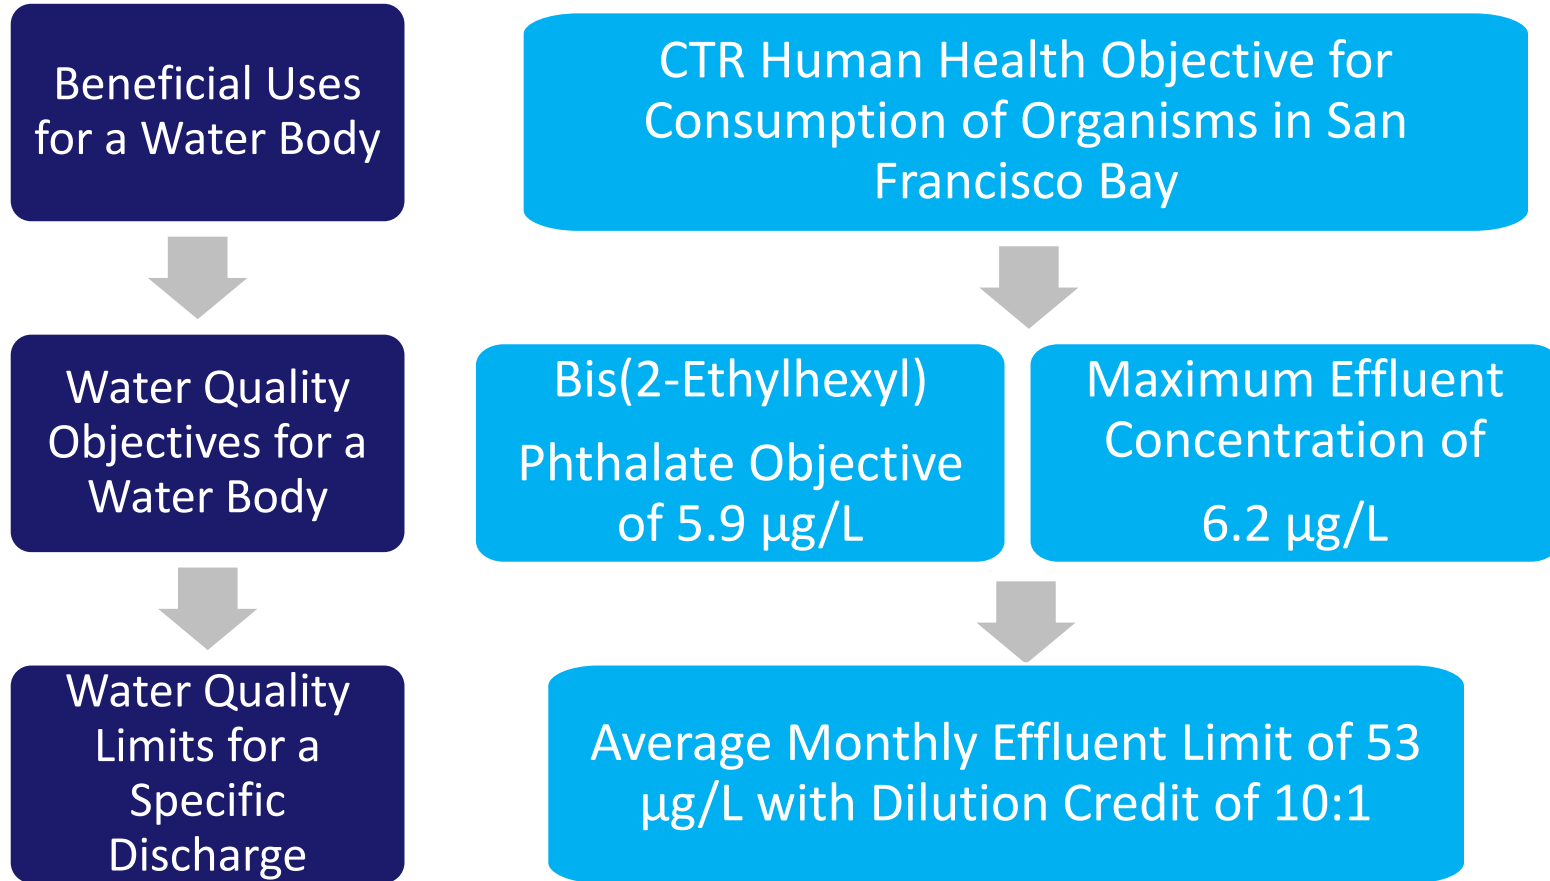 Beneficial Uses
for a Water Body
CTR Human Health Objective for
Consumption of Organisms in San
Francisco Bay
Water Quality
Objectives for a
Water Body
Bis(2-Ethylhexyl)
Phthalate Objective
of 5.9 µg/L
Maximum Effluent
Concentration of
6.2 µg/L
Water Quality
Limits for a
Specific
Discharge
Average Monthly Effluent Limit of 53
µg/L with Dilution Credit of 10:1